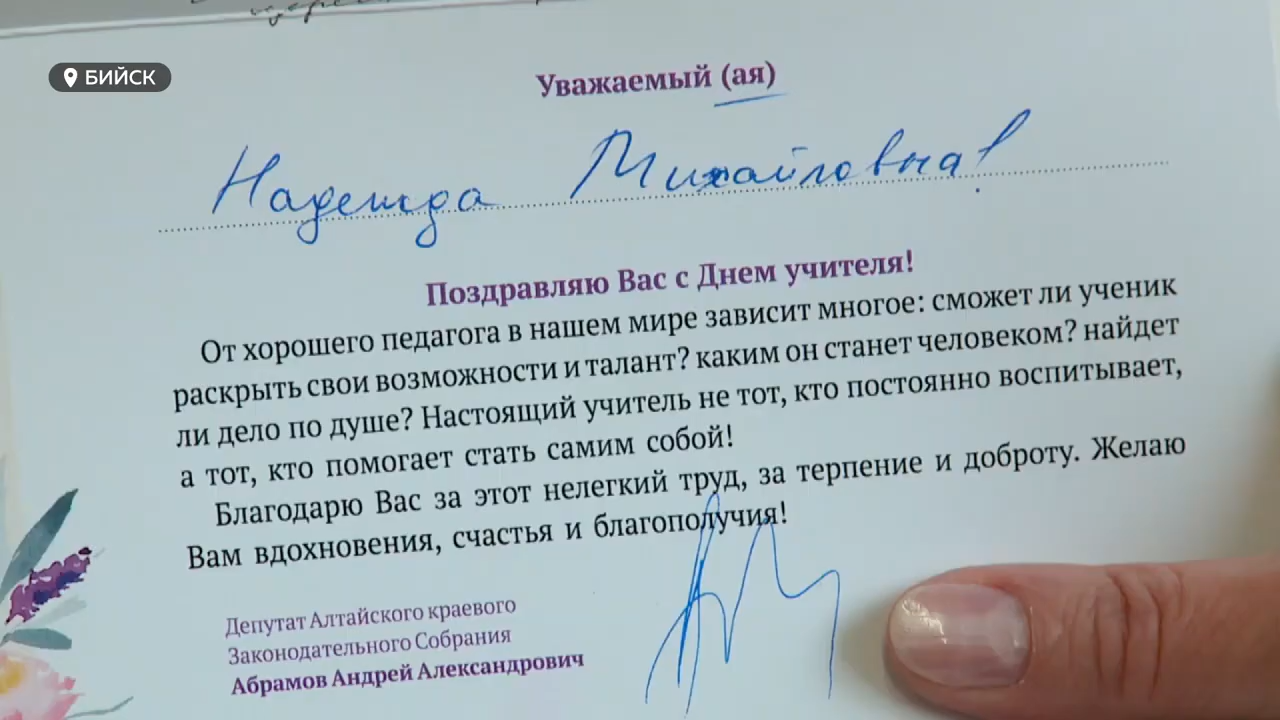 БИЙСК
Уважаемый (ая)
Надежда Михайловна!
Поздравляю Вас с Днем учителя!
От хорошего педагога в нашем мире зависит многое: сможет ли ученик
раскрыть свои возможности и талант? каким он станет человеком? найдет
ли дело по душе? Настоящий учитель не тот, кто постоянно воспитывает,
а тот, кто помогает стать самим собой!
Благодарю Вас за этот нелегкий труд, за терпение и доброту. Желаю
Вам вдохновения, счастья и благополучия!
Депутат Алтайского краевого
Законодательного Собрания
Абрамов Андрей Александрович